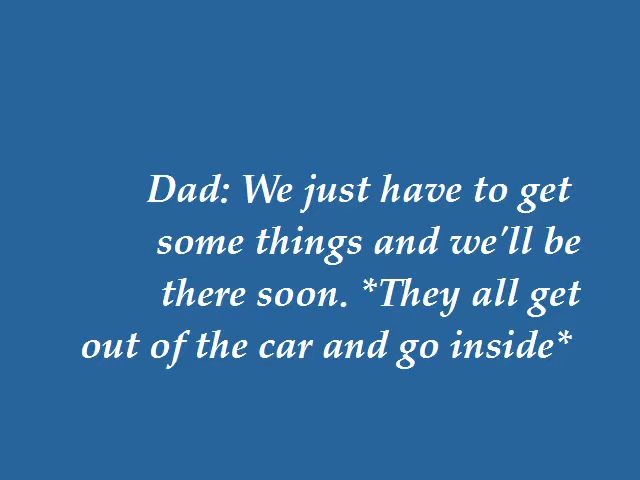 Dad: We just have to get
some things and we'll be
there soon. *They all get
out of the car and go inside*